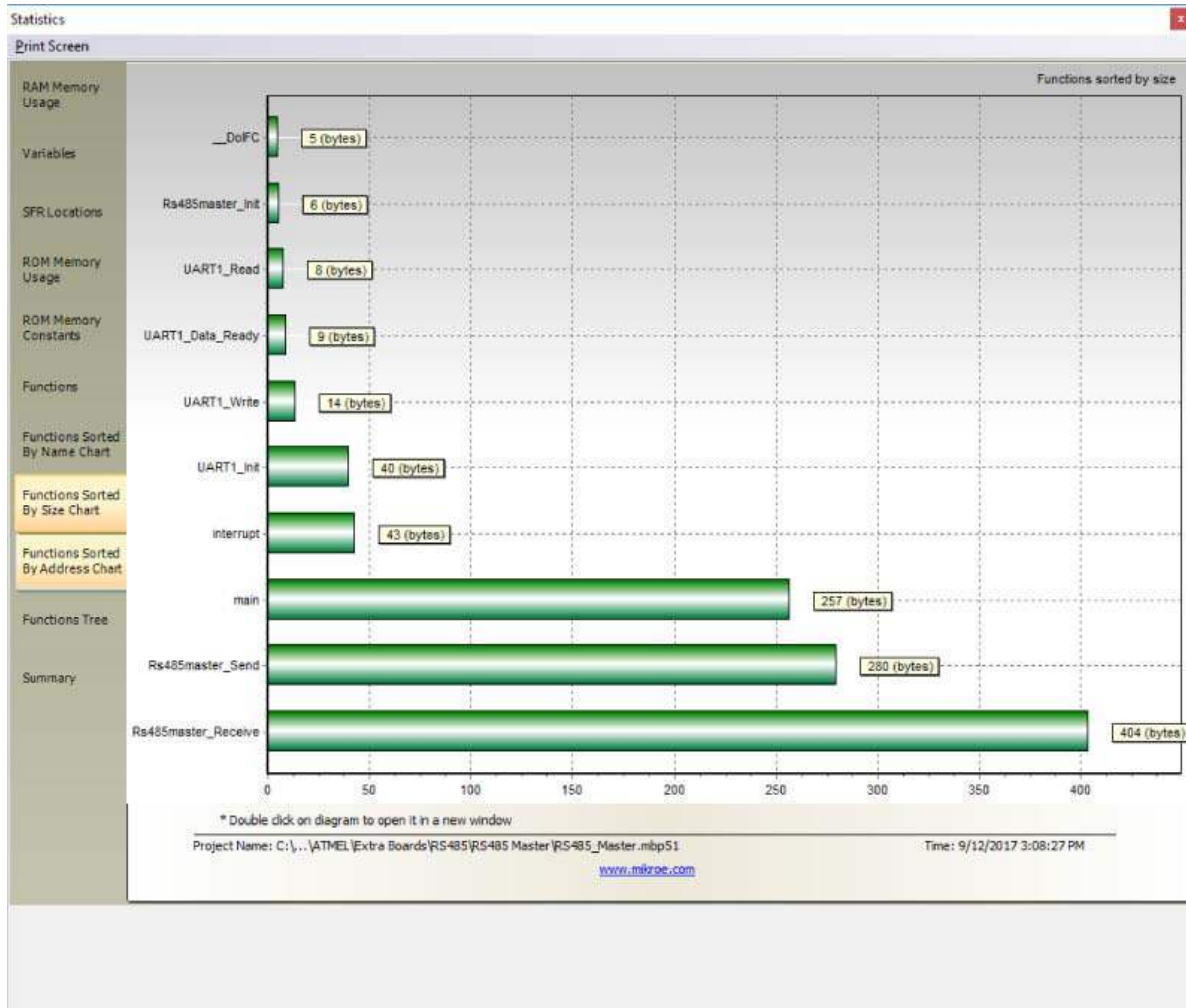 Statistics
x
Print Screen
RAM Memory
Usage
Variables
SFR Locations
ROM Memory
Usage
ROM Memory
Constants
Functions
Functions Sorted
By Name Chart
Functions Sorted
By Size Chart
Functions Sorted
By Address Chart
Functions Tree
Summary
Functions sorted by size
__DoIFC 5 (bytes)
Rs485master_Init 6 (bytes)
UART1_Read 8 (bytes)
UART1_Data_Ready 9 (bytes)
UART1_Write 14 (bytes)
UART1_Init 40 (bytes)
interrupt 43 (bytes)
main 257 (bytes)
Rs485master_Send 280 (bytes)
Rs485master_Receive 404 (bytes)
0 50 100 150 200 250 300 350 400
* Double click on diagram to open it in a new window
Project Name: C:\...\ATMEL\Extra Boards\RS485\RS485 Master\RS485_Master.mbp51 Time: 9/12/2017 3:08:27 PM
www.mikroe.com